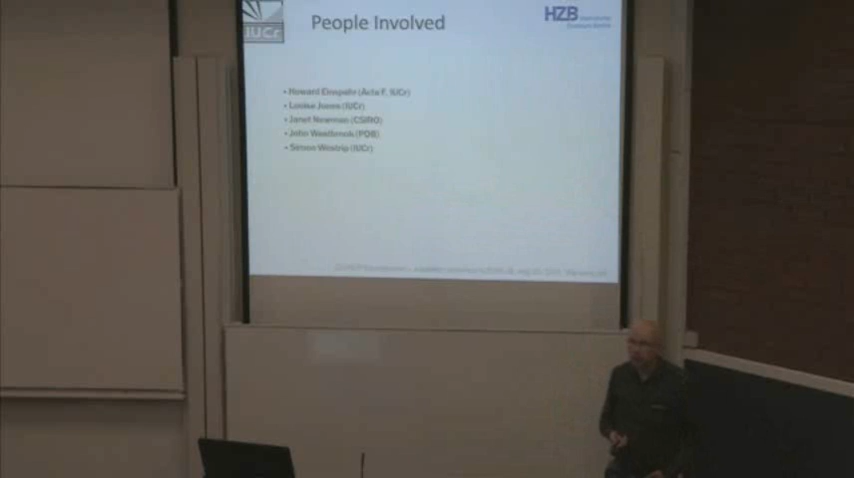 IUCr
People Involved
HZB
• Howard Einspahr (Acta F, IUCr)
• Louise Jones (IUCr)
• Janet Newman (CSIRO)
• John Westbrook (PDB)
• Simon Westrip (IUCr)